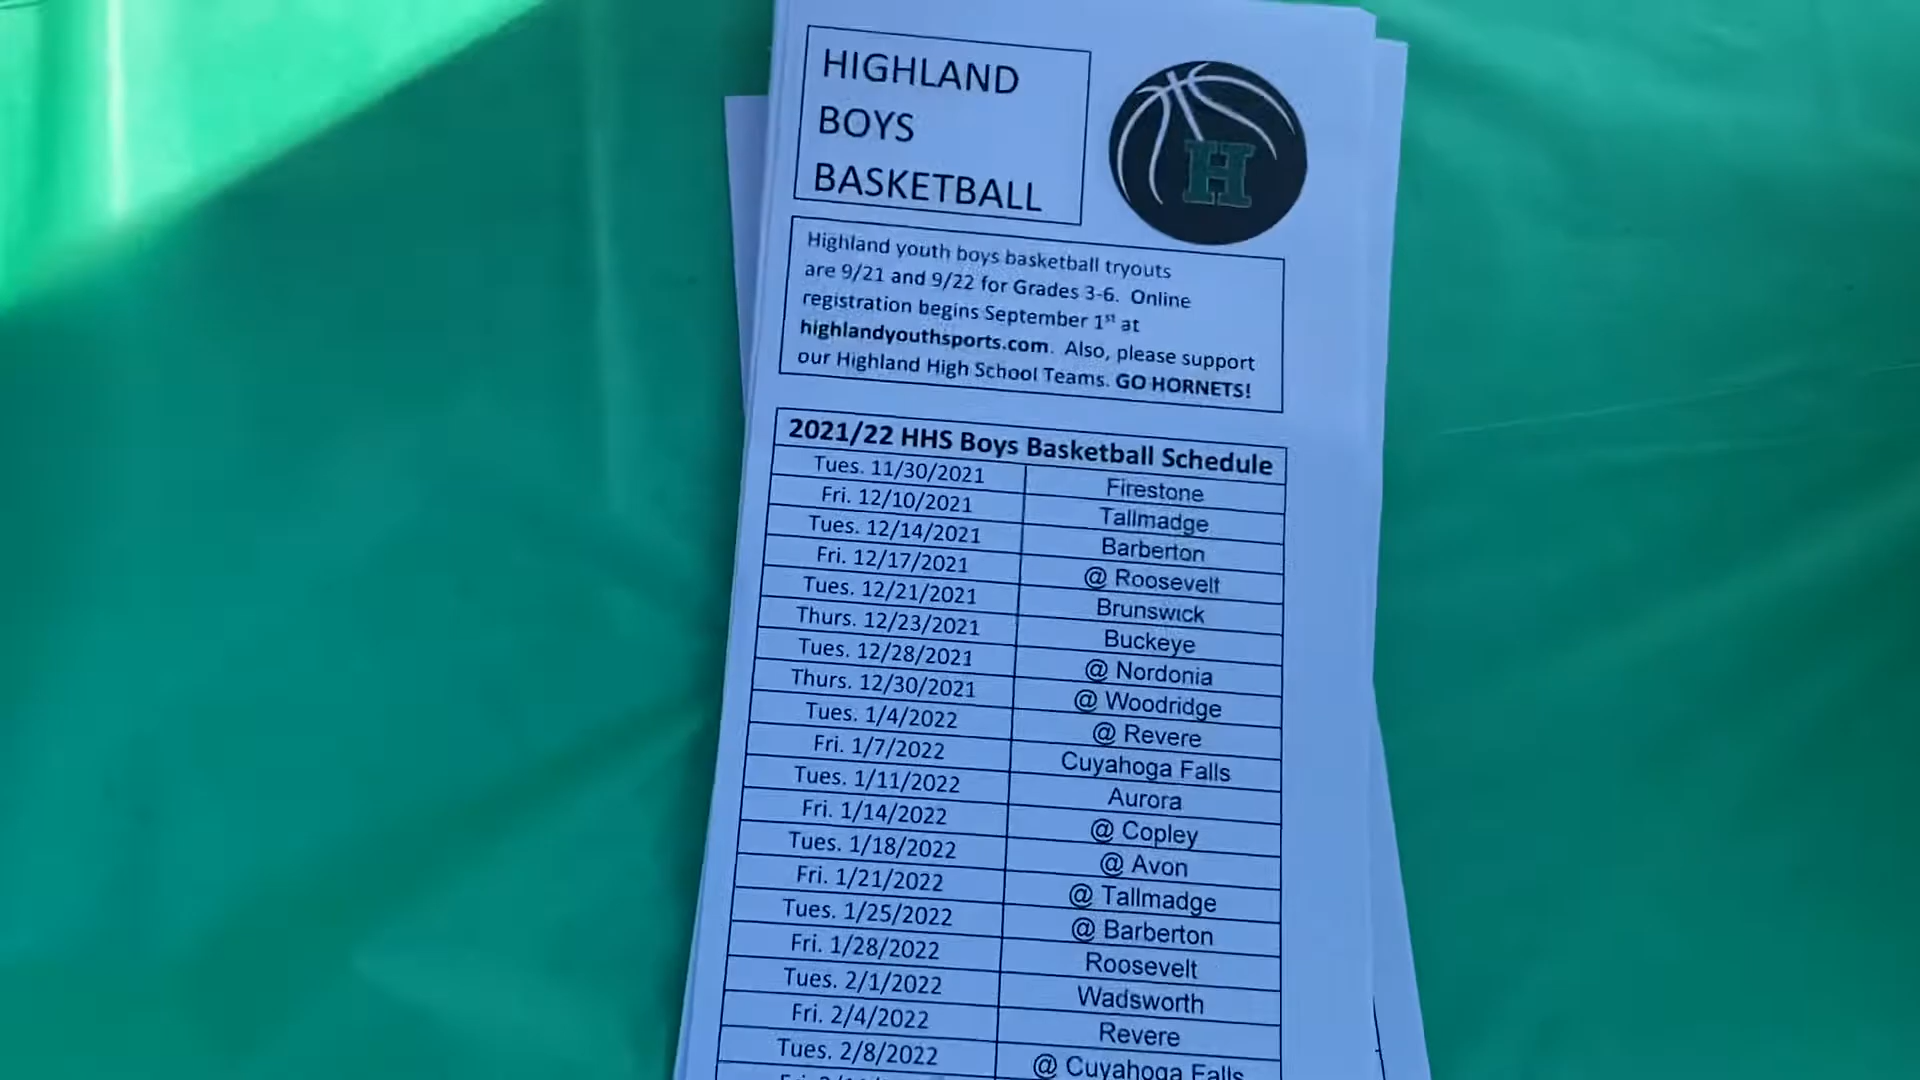 HIGHLAND
BOYS
BASKETBALL
H
Highland youth boys basketball tryouts
are 9/21 and 9/22 for Grades 3-6. Online
registration begins September 1st at
highlandyouthsports.com. Also, please support
our Highland High School Teams. GO HORNETS!
2021/22 HHS Boys Basketball Schedule
Tues. 11/30/2021 Firestone
Fri. 12/10/2021 Tallmadge
Tues. 12/14/2021 Barberton
Fri. 12/17/2021 @ Roosevelt
Tues. 12/21/2021 Brunswick
Thurs. 12/23/2021 Buckeye
Tues. 12/28/2021 @ Nordonia
Thurs. 12/30/2021 @ Woodridge
Tues. 1/4/2022 @ Revere
Fri. 1/7/2022 Cuyahoga Falls
Tues. 1/11/2022 Aurora
Fri. 1/14/2022 @ Copley
Tues. 1/18/2022 @ Avon
Fri. 1/21/2022 @ Tallmadge
Tues. 1/25/2022 @ Barberton
Fri. 1/28/2022 Roosevelt
Tues. 2/1/2022 Wadsworth
Fri. 2/4/2022 Revere
Tues. 2/8/2022 @ Cuyahoga Falls